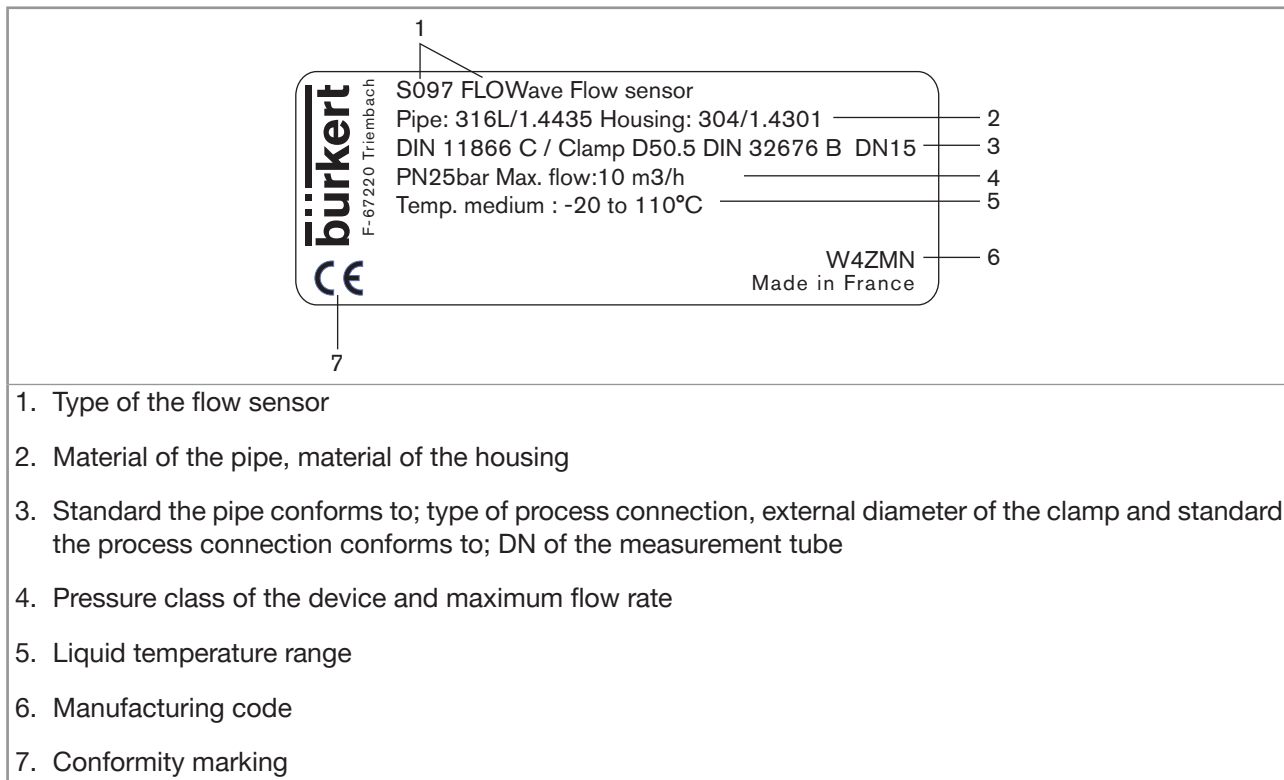 1
bürkert
F-67220 Triembach
S097 FLOWave Flow sensor
Pipe: 316L/1.4435 Housing: 304/1.4301
2
DIN 11866 C / Clamp D50.5 DIN 32676 B DN15
3
PN25bar Max. flow:10 m3/h
4
Temp. medium : -20 to 110°C
5
W4ZMN
6
Made in France
CE
7
1. Type of the flow sensor
2. Material of the pipe, material of the housing
3. Standard the pipe conforms to; type of process connection, external diameter of the clamp and standard
the process connection conforms to; DN of the measurement tube
4. Pressure class of the device and maximum flow rate
5. Liquid temperature range
6. Manufacturing code
7. Conformity marking